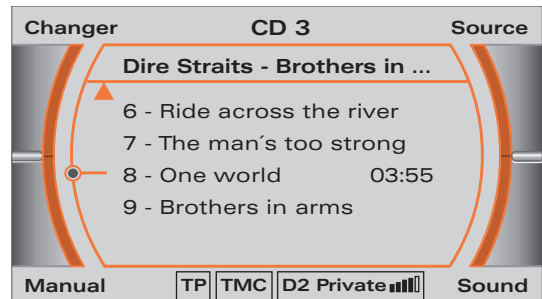 Changer CD 3 Source
Dire Straits - Brothers in ...
6 - Ride across the river
7 - The man´s too strong
8 - One world 03:55
9 - Brothers in arms
Manual TP TMC D2 Private Sound